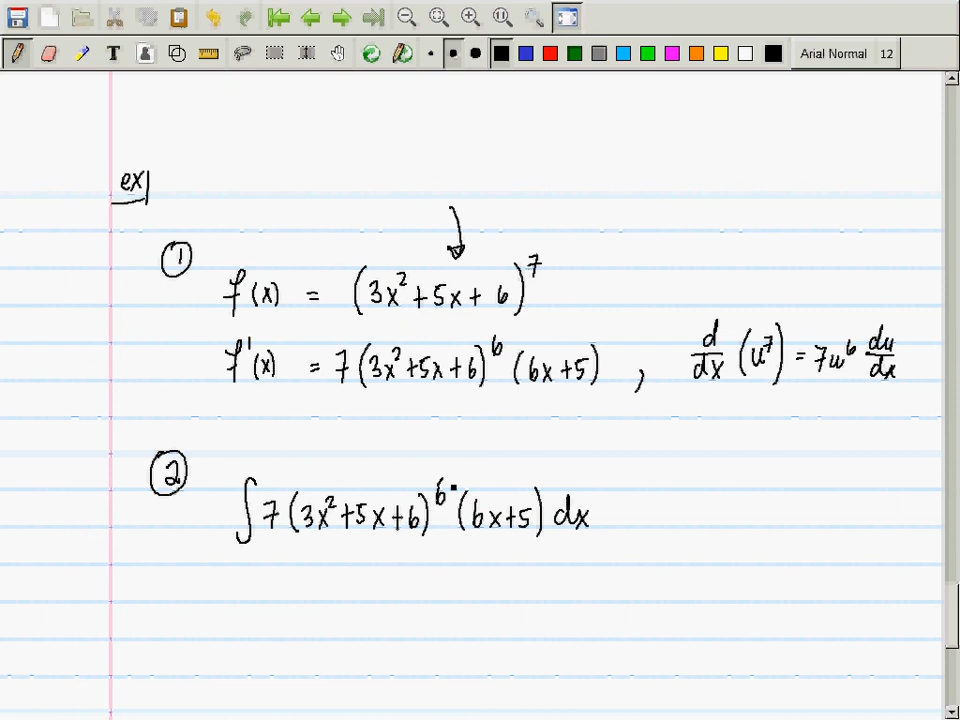 T
Arial Normal 12
ex
①
f(x) = (3x² + 5x + 6)⁷
f'(x) = 7(3x²+5x+6)⁶ (6x+5) , d/dx (u⁷) = 7u⁶ du/dx
②
∫ 7(3x²+5x+6)⁶ (6x+5) dx